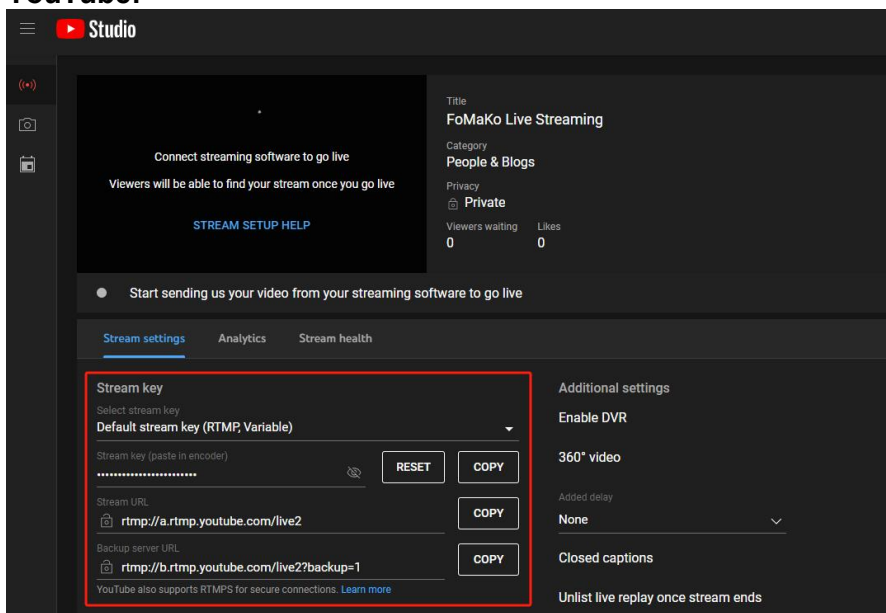 Studio
Connect streaming software to go live
Viewers will be able to find your stream once you go live
STREAM SETUP HELP
Title
FoMaKo Live Streaming
Category
People & Blogs
Privacy
Private
Viewers waiting Likes
0 0
Start sending us your video from your streaming software to go live
Stream settings Analytics Stream health
Stream key
Select stream key
Default stream key (RTMP, Variable)
Stream key (paste in encoder)
•••••••••••••••••••••••
RESET COPY
Stream URL
rtmp://a.rtmp.youtube.com/live2
COPY
Backup server URL
rtmp://b.rtmp.youtube.com/live2?backup=1
COPY
YouTube also supports RTMPS for secure connections. Learn more
Additional settings
Enable DVR
360° video
Added delay
None
Closed captions
Unlist live replay once stream ends